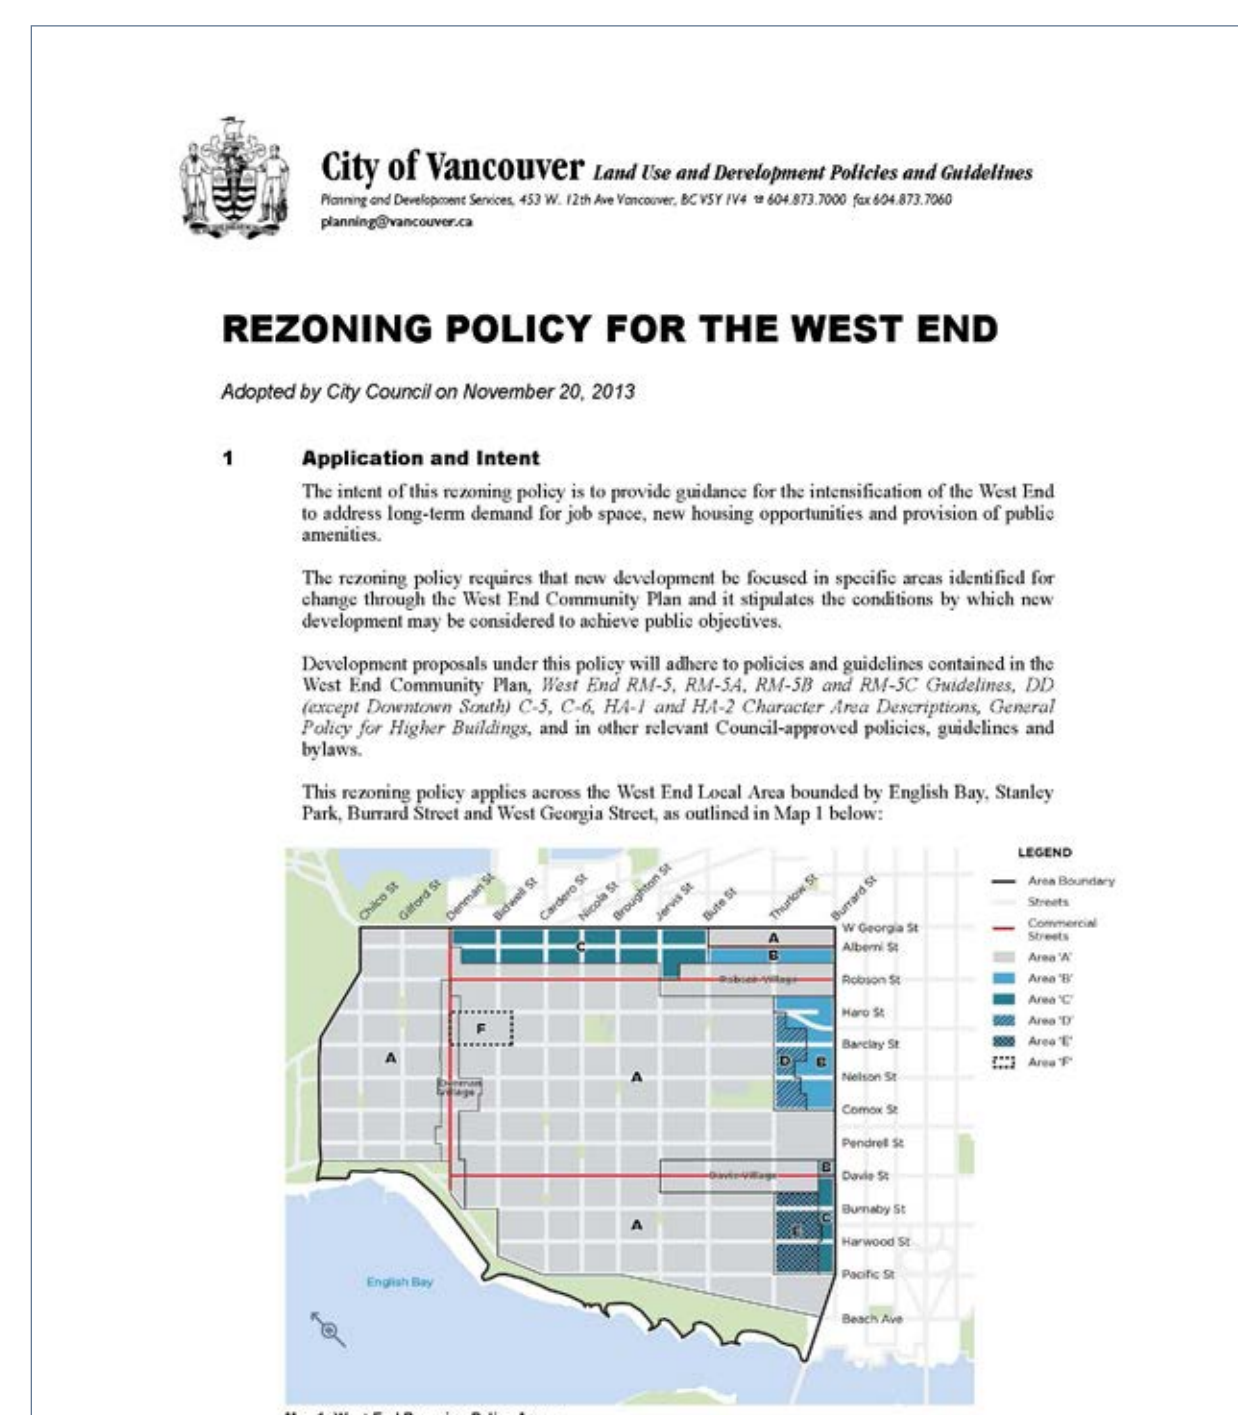 City of Vancouver Land Use and Development Policies and Guidelines
Planning and Development Services, 453 W. 12th Ave Vancouver, BC V5Y 1V4 ☎ 604.873.7000 fax 604.873.7060
planning@vancouver.ca
REZONING POLICY FOR THE WEST END
Adopted by City Council on November 20, 2013
1 Application and Intent
The intent of this rezoning policy is to provide guidance for the intensification of the West End
to address long-term demand for job space, new housing opportunities and provision of public
amenities.
The rezoning policy requires that new development be focused in specific areas identified for
change through the West End Community Plan and it stipulates the conditions by which new
development may be considered to achieve public objectives.
Development proposals under this policy will adhere to policies and guidelines contained in the
West End Community Plan, West End RM-5, RM-5A, RM-5B and RM-5C Guidelines, DD
(except Downtown South) C-5, C-6, HA-1 and HA-2 Character Area Descriptions, General
Policy for Higher Buildings, and in other relevant Council-approved policies, guidelines and
bylaws.
This rezoning policy applies across the West End Local Area bounded by English Bay, Stanley
Park, Burrard Street and West Georgia Street, as outlined in Map 1 below:
LEGEND
Area Boundary
Streets
Commercial
Streets
Area 'A'
Area 'B'
Area 'C'
Area 'D'
Area 'E'
Area 'F'
Chilco St
Gilford St
Denman St
Bidwell St
Cardero St
Nicola St
Broughton St
Jervis St
Bute St
Thurlow St
Burrard St
W Georgia St
Alberni St
Robson St
Haro St
Barclay St
Nelson St
Comox St
Pendrell St
Davie St
Burnaby St
Harwood St
Pacific St
Beach Ave
A
C
B
Robson Village
F
A
D
B
A
Denman
Village
B
Davie Village
C
A
E
English Bay